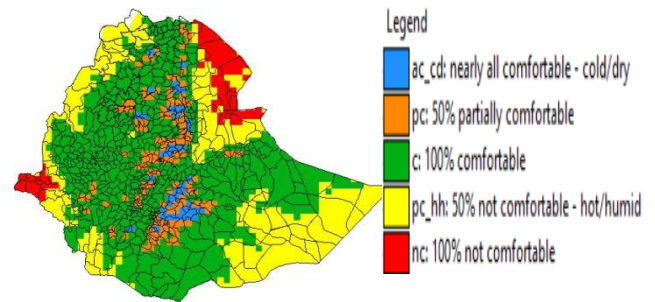 Legend
ac_cd: nearly all comfortable - cold/dry
pc: 50% partially comfortable
c: 100% comfortable
pc_hh: 50% not comfortable - hot/humid
nc: 100% not comfortable